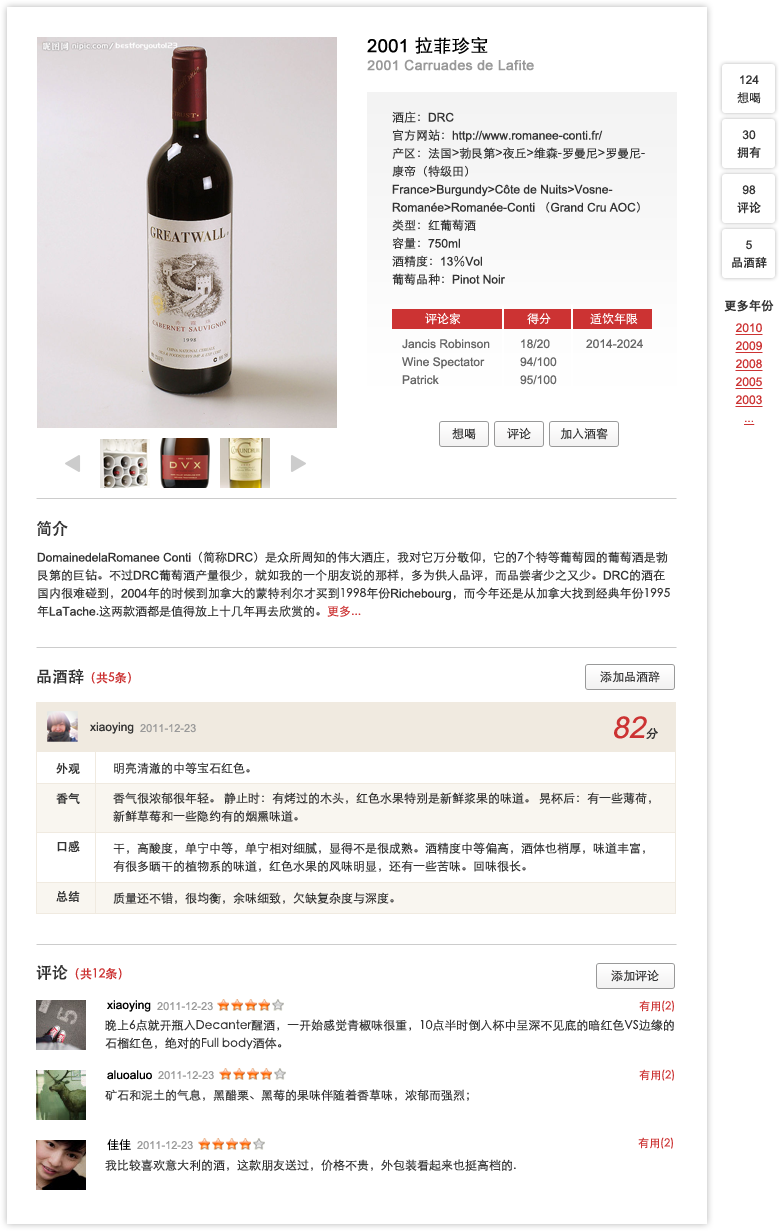 昵图网 nipic.com/bestforyoutol123
GREATWALL
CABERNET SAUVIGNON
1998
DVX
2001 拉菲珍宝
2001 Carruades de Lafite
酒庄：DRC
官方网站：http://www.romanee-conti.fr/
产区：法国>勃艮第>夜丘>维森-罗曼尼>罗曼尼-
康帝（特级田）
France>Burgundy>Côte de Nuits>Vosne-
Romanée>Romanée-Conti （Grand Cru AOC）
类型：红葡萄酒
容量：750ml
酒精度：13%Vol
葡萄品种：Pinot Noir
评论家 得分 适饮年限
Jancis Robinson 18/20 2014-2024
Wine Spectator 94/100
Patrick 95/100
想喝 评论 加入酒窖
124
想喝
30
拥有
98
评论
5
品酒辞
更多年份
2010
2009
2008
2005
2003
...
简介
DomainedelaRomanee Conti（简称DRC）是众所周知的伟大酒庄，我对它万分敬仰，它的7个特等葡萄园的葡萄酒是勃
艮第的巨钻。不过DRC葡萄酒产量很少，就如我的一个朋友说的那样，多为供人品评，而品尝者少之又少。DRC的酒在
国内很难碰到，2004年的时候到加拿大的蒙特利尔才买到1998年份Richebourg，而今年还是从加拿大找到经典年份1995
年LaTache.这两款酒都是值得放上十几年再去欣赏的。更多...
品酒辞（共5条） 添加品酒辞
xiaoying 2011-12-23 82分
外观 明亮清澈的中等宝石红色。
香气 香气很浓郁很年轻。 静止时：有烤过的木头，红色水果特别是新鲜浆果的味道。 晃杯后：有一些薄荷，
新鲜草莓和一些隐约有的烟熏味道。
口感 干，高酸度，单宁中等，单宁相对细腻，显得不是很成熟。酒精度中等偏高，酒体也梢厚，味道丰富，
有很多晒干的植物系的味道，红色水果的风味明显，还有一些苦味。回味很长。
总结 质量还不错，很均衡，余味细致，欠缺复杂度与深度。
评论（共12条） 添加评论
xiaoying 2011-12-23 有用(2)
晚上6点就开瓶入Decanter醒酒，一开始感觉青椒味很重，10点半时倒入杯中呈深不见底的暗红色VS边缘的
石榴红色，绝对的Full body酒体。
aluoaluo 2011-12-23 有用(2)
矿石和泥土的气息，黑醋栗、黑莓的果味伴随着香草味，浓郁而强烈；
佳佳 2011-12-23 有用(2)
我比较喜欢意大利的酒，这款朋友送过，价格不贵，外包装看起来也挺高档的.